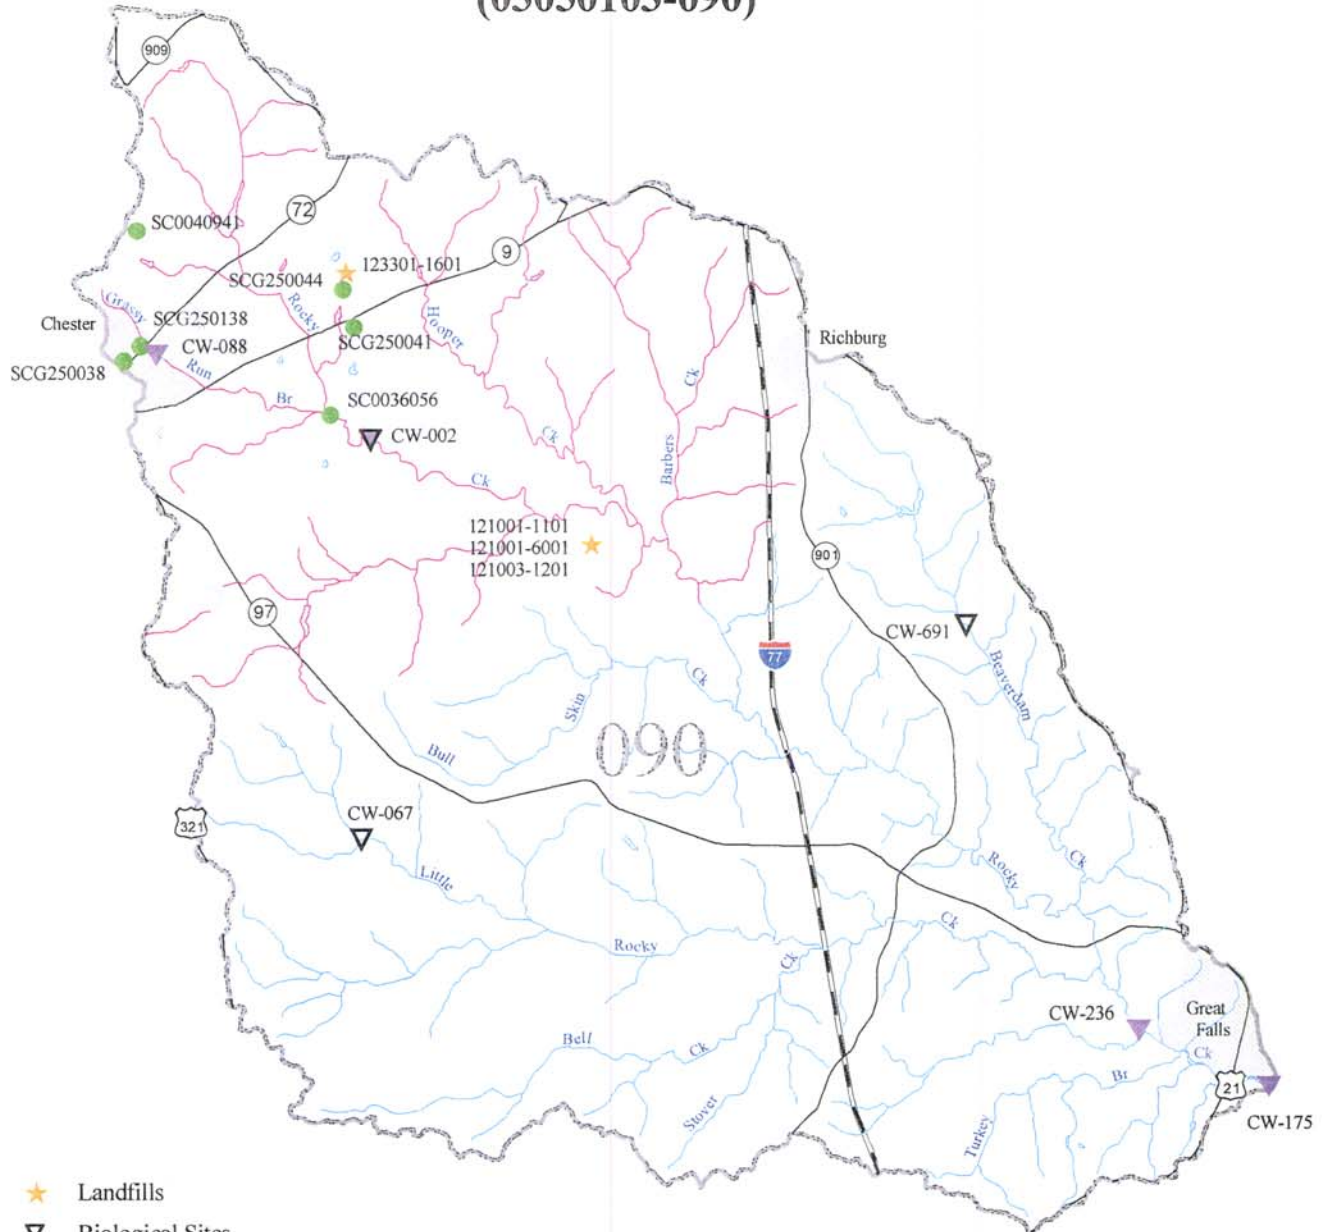 (03050103-090)
909
72
SC0040941
9
123301-1601
SCG250044
Grassy
Rocky
Hooper
SCG250138
Chester
SCG250041
Richburg
CW-088
SCG250038
Run
Ck
Br
SC0036056
CW-002
Ck
Barbers
Ck
121001-1101
121001-6001
121003-1201
901
97
CW-691
77
Beaverdam
Ck
Skin
090
Bull
CW-067
321
Rocky
Ck
Little
Ck
Rocky
Ck
CW-236
Great
Falls
Bell
Ck
Ck
Br
21
Stover
CW-175
Turkey
Landfills
Biological Sites